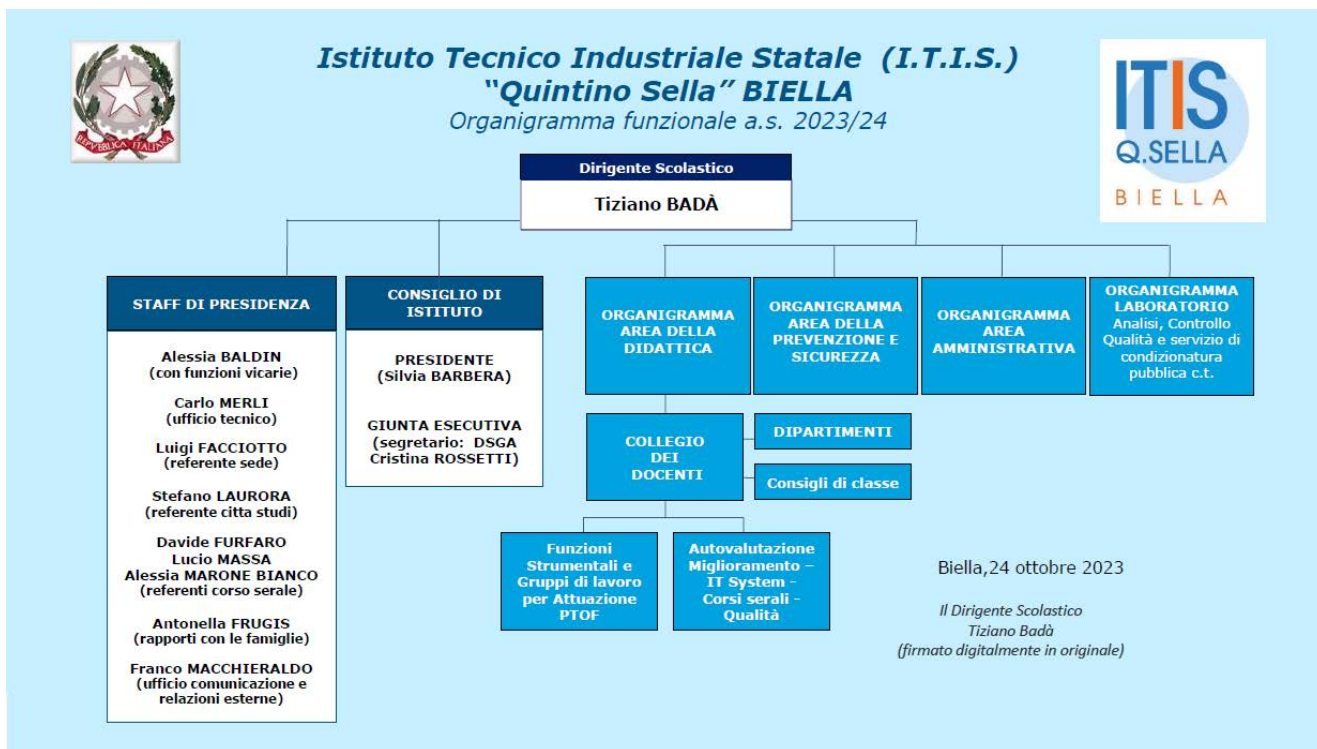 Istituto Tecnico Industriale Statale (I.T.I.S.)
“Quintino Sella” BIELLA
Organigramma funzionale a.s. 2023/24
REPVBBLICA ITALIANA
ITIS
Q.SELLA
BIELLA
Dirigente Scolastico
Tiziano BADÀ
STAFF DI PRESIDENZA
Alessia BALDIN
(con funzioni vicarie)
Carlo MERLI
(ufficio tecnico)
Luigi FACCIOTTO
(referente sede)
Stefano LAURORA
(referente citta studi)
Davide FURFARO
Lucio MASSA
Alessia MARONE BIANCO
(referenti corso serale)
Antonella FRUGIS
(rapporti con le famiglie)
Franco MACCHIERALDO
(ufficio comunicazione e
relazioni esterne)
CONSIGLIO DI
ISTITUTO
PRESIDENTE
(Silvia BARBERA)
GIUNTA ESECUTIVA
(segretario: DSGA
Cristina ROSSETTI)
ORGANIGRAMMA
AREA DELLA
DIDATTICA
ORGANIGRAMMA
AREA DELLA
PREVENZIONE E
SICUREZZA
ORGANIGRAMMA
AREA
AMMINISTRATIVA
ORGANIGRAMMA
LABORATORIO
Analisi, Controllo
Qualità e servizio di
condizionatura
pubblica c.t.
COLLEGIO
DEI
DOCENTI
DIPARTIMENTI
Consigli di classe
Funzioni
Strumentali e
Gruppi di lavoro
per Attuazione
PTOF
Autovalutazione
Miglioramento –
IT System -
Corsi serali -
Qualità
Biella,24 ottobre 2023
Il Dirigente Scolastico
Tiziano Badà
(firmato digitalmente in originale)